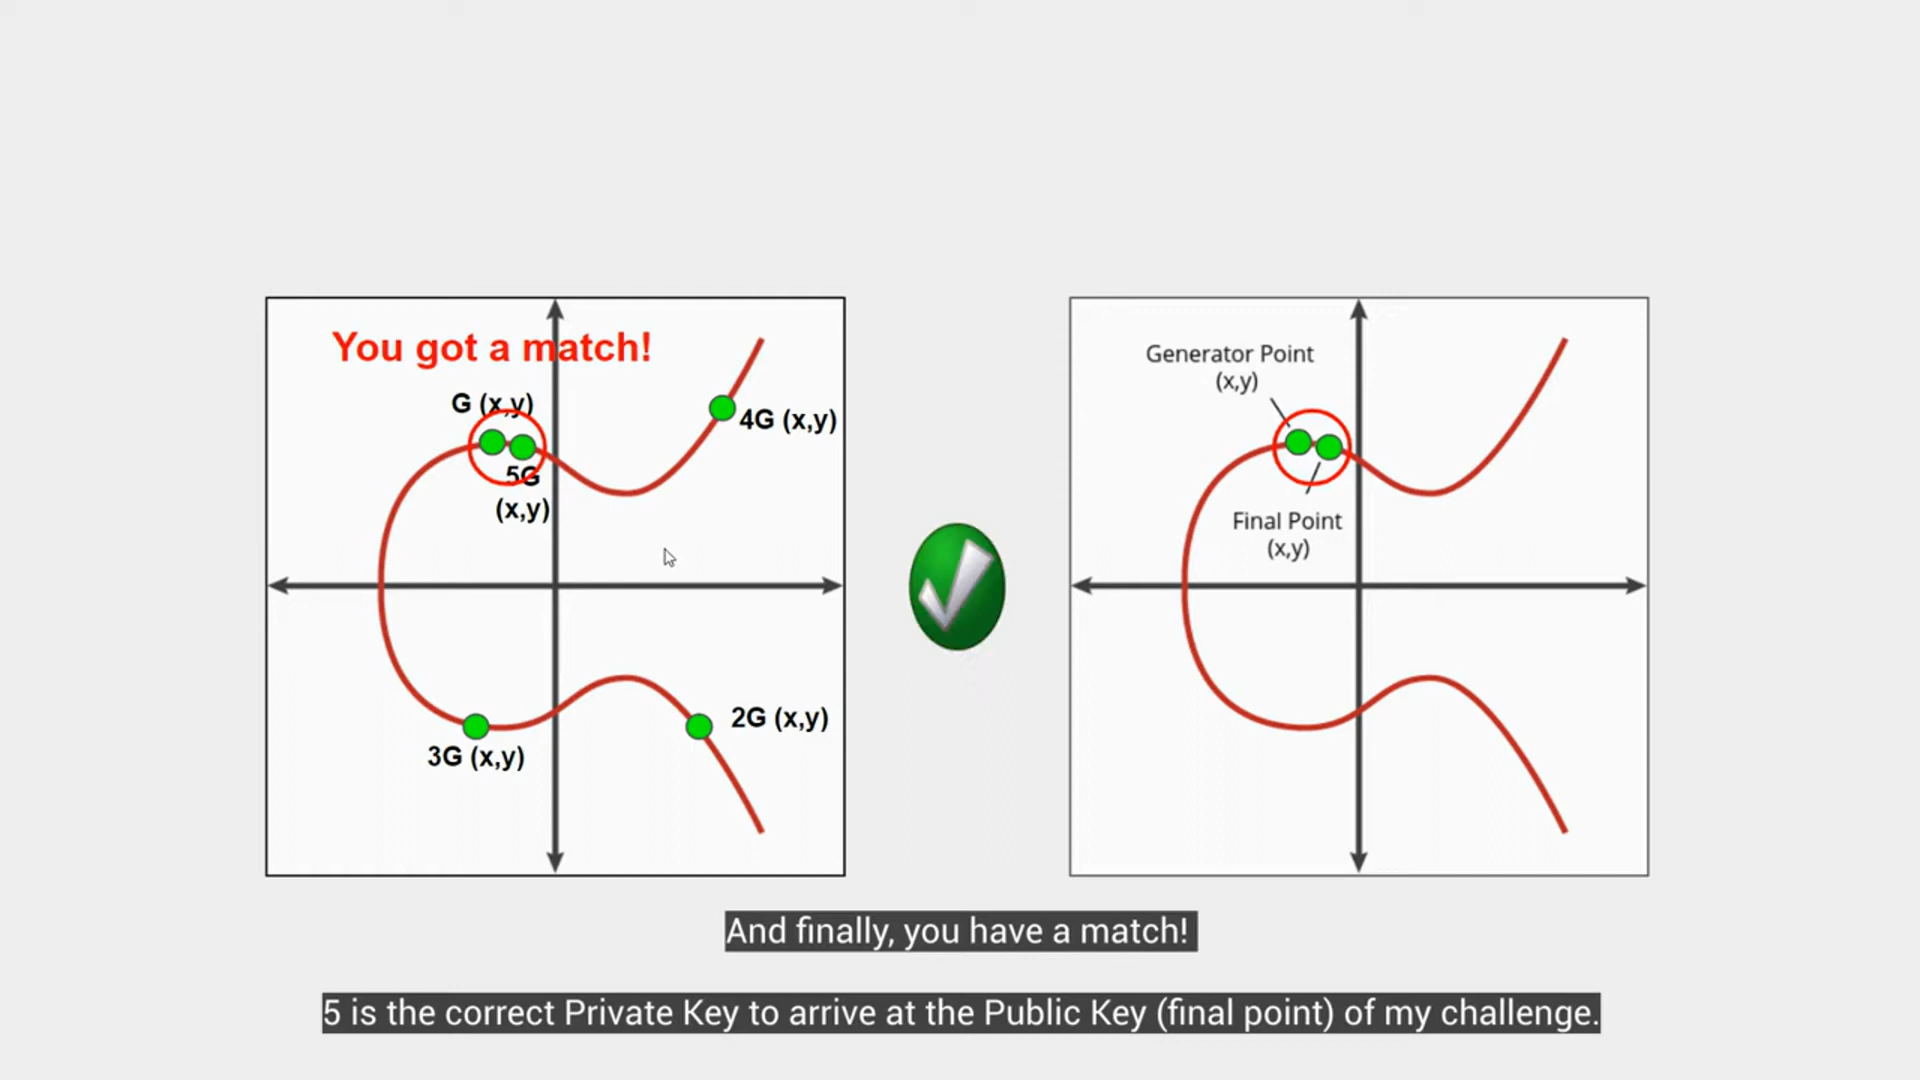 You got a match!
G (x,y)
4G (x,y)
5G
(x,y)
3G (x,y)
2G (x,y)
Generator Point
(x,y)
Final Point
(x,y)
And finally, you have a match!
5 is the correct Private Key to arrive at the Public Key (final point) of my challenge.